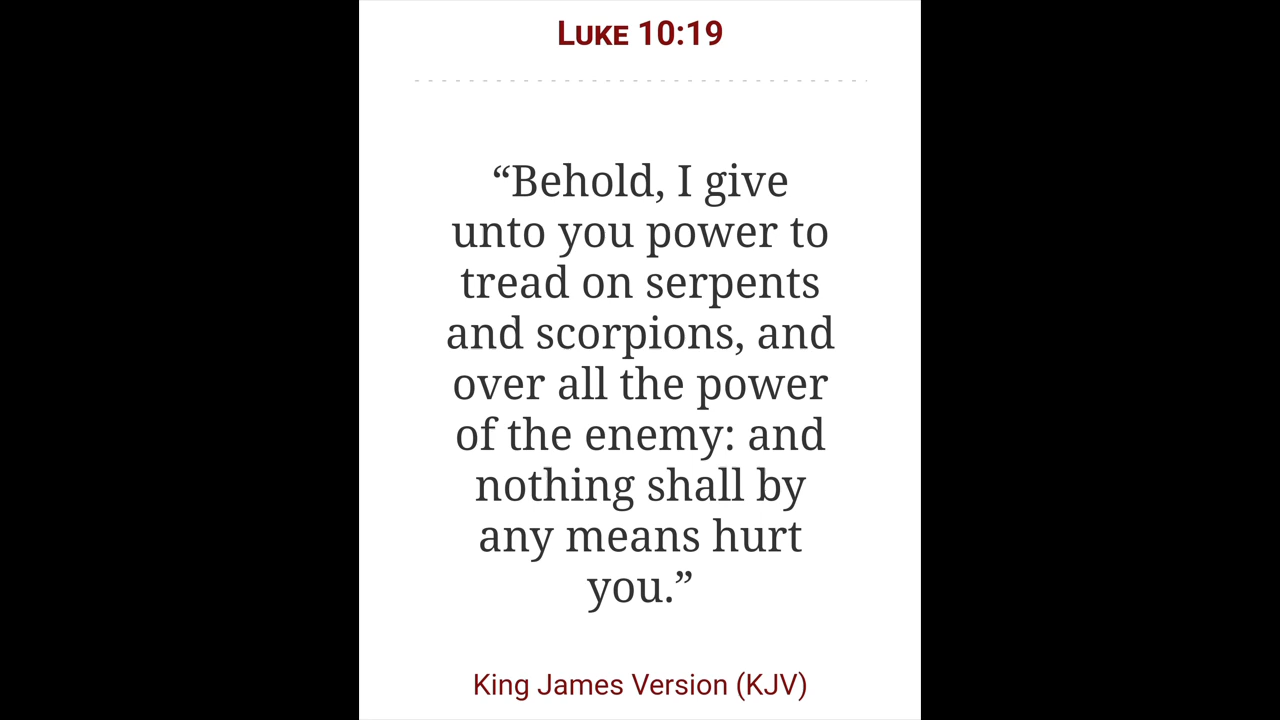 Luke 10:19
“Behold, I give
unto you power to
tread on serpents
and scorpions, and
over all the power
of the enemy: and
nothing shall by
any means hurt
you.”
King James Version (KJV)